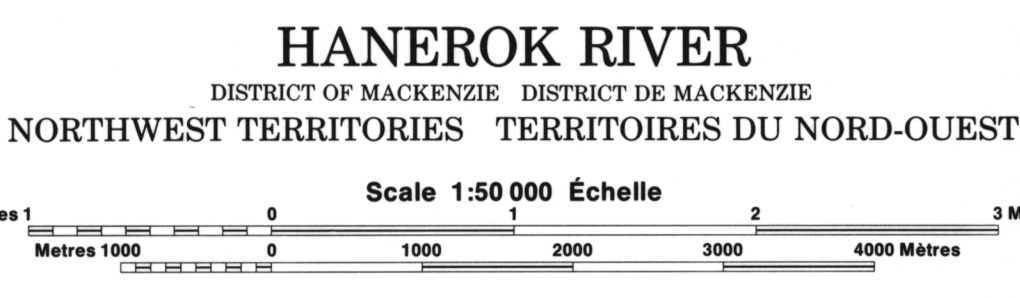 HANEROK RIVER
DISTRICT OF MACKENZIE DISTRICT DE MACKENZIE
NORTHWEST TERRITORIES TERRITOIRES DU NORD-OUEST
Scale 1:50 000 Échelle
es 1 0 1 2 3 M
Metres 1000 0 1000 2000 3000 4000 Mètres